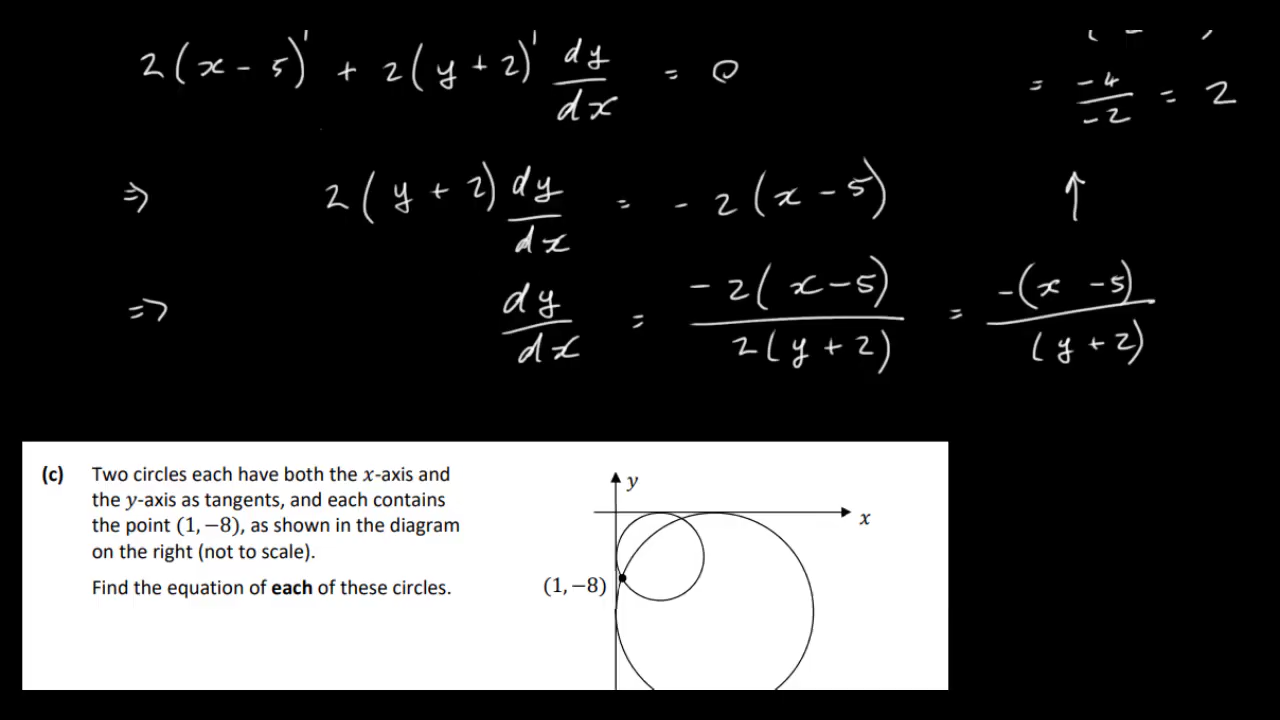 2(x - 5)' + 2(y + 2)' dy/dx = 0
= -4/-2 = 2
⇒ 2(y + 2) dy/dx = -2(x - 5)
↑
⇒ dy/dx = -2(x - 5)/2(y + 2) = -(x - 5)/(y + 2)
(c) Two circles each have both the x-axis and
the y-axis as tangents, and each contains
the point (1, −8), as shown in the diagram
on the right (not to scale).
Find the equation of each of these circles.
y
x
(1, −8)